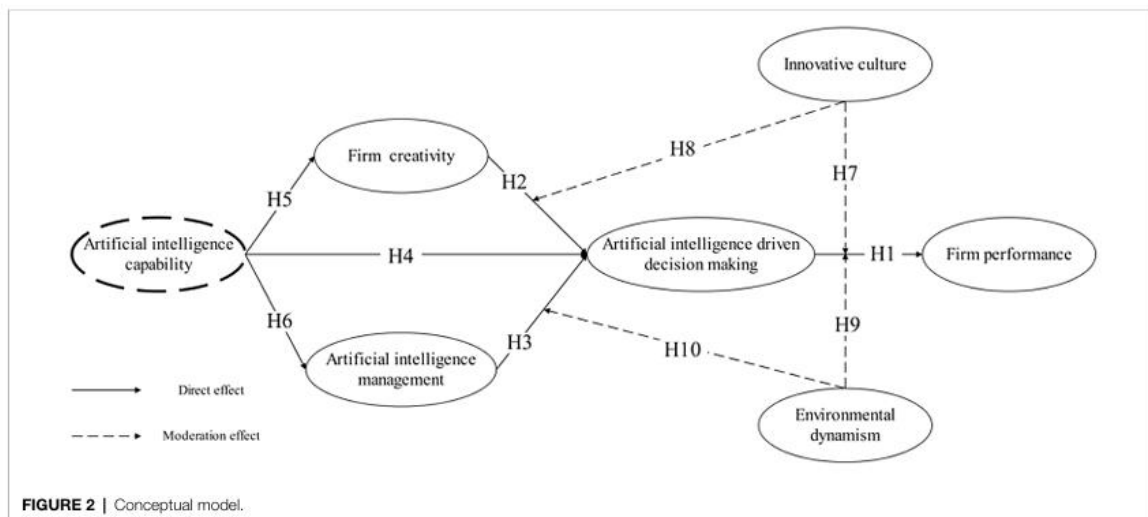 Innovative culture
Firm creativity
H8
H2
H7
H5
Artificial intelligence
capability
H4
Artificial intelligence driven
decision making
H1
Firm performance
H6
H3
H9
H10
Artificial intelligence
management
Direct effect
Environmental
dynamism
Moderation effect
FIGURE 2 | Conceptual model.